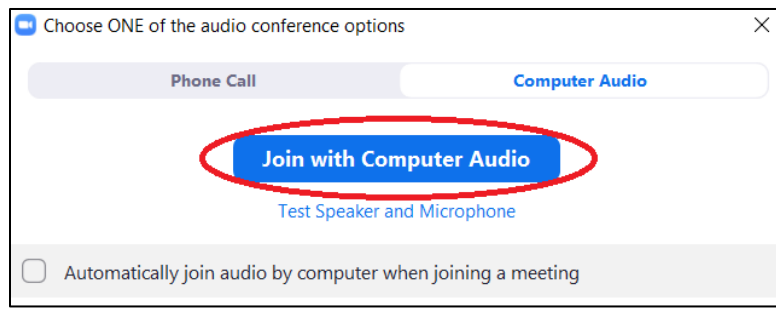 Choose ONE of the audio conference options
Phone Call
Computer Audio
Join with Computer Audio
Test Speaker and Microphone
Automatically join audio by computer when joining a meeting